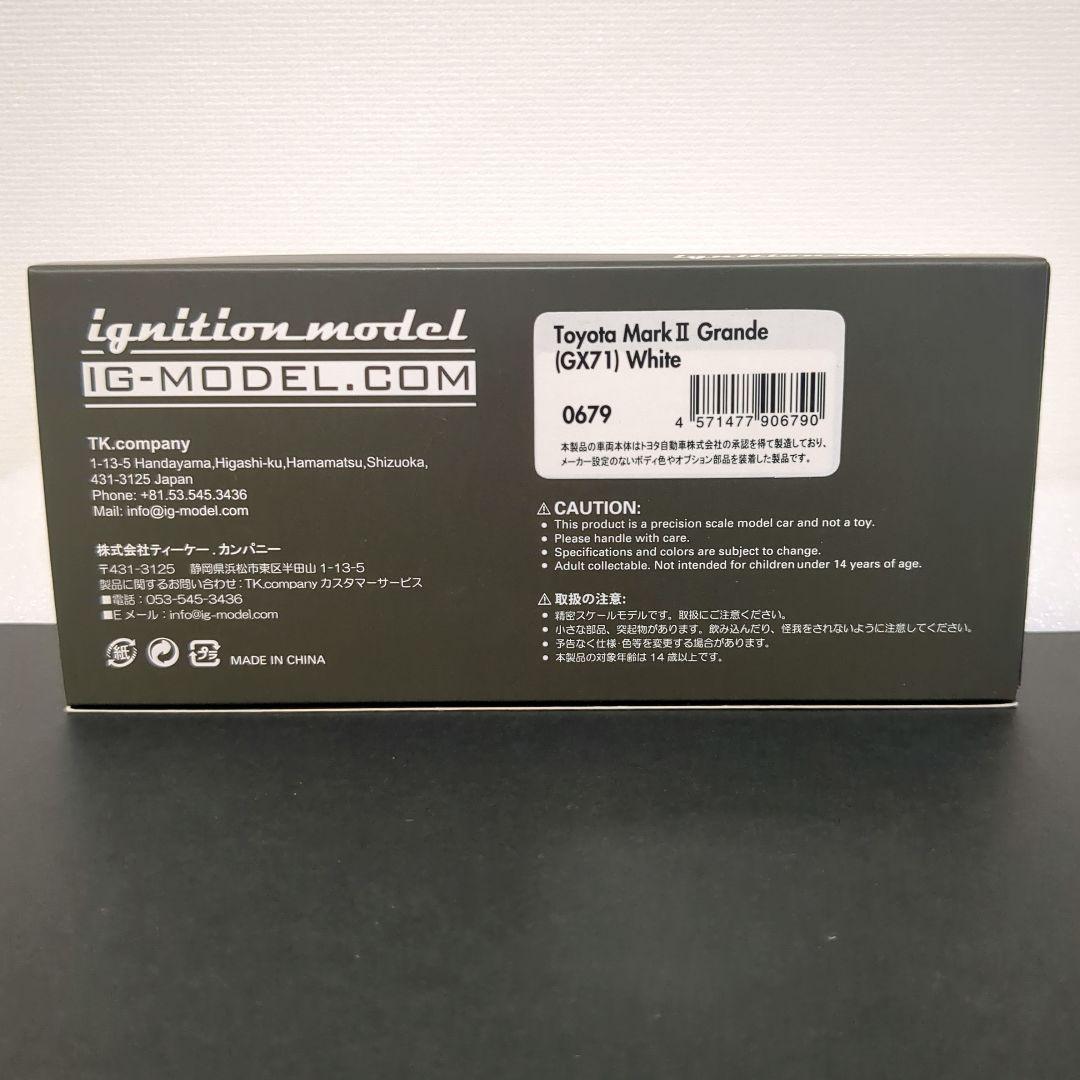 ignition model
ignition model
IG-MODEL.COM
TK.company
1-13-5 Handayama,Higashi-ku,Hamamatsu,Shizuoka,
431-3125 Japan
Phone: +81.53.545.3436
Mail: info@ig-model.com
株式会社ティーケー.カンパニー
〒431-3125 静岡県浜松市東区半田山1-13-5
製品に関するお問い合わせ：TK.company カスタマーサービス
■電話：053-545-3436
■Eメール：info@ig-model.com
紙
プラ
MADE IN CHINA
Toyota Mark Ⅱ Grande
(GX71) White
0679
4 571477 906790
本製品の車両本体はトヨタ自動車株式会社の承認を得て製造しており、
メーカー設定のないボディ色やオプション部品を装着した製品です。
⚠CAUTION:
• This product is a precision scale model car and not a toy.
• Please handle with care.
• Specifications and colors are subject to change.
• Adult collectable. Not intended for children under 14 years of age.
⚠取扱の注意:
• 精密スケールモデルです。取扱にご注意ください。
• 小さな部品、突起物があります。飲み込んだり、怪我をされないように注意してください。
• 予告なく仕様・色等を変更する場合があります。
• 本製品の対象年齢は14歳以上です。